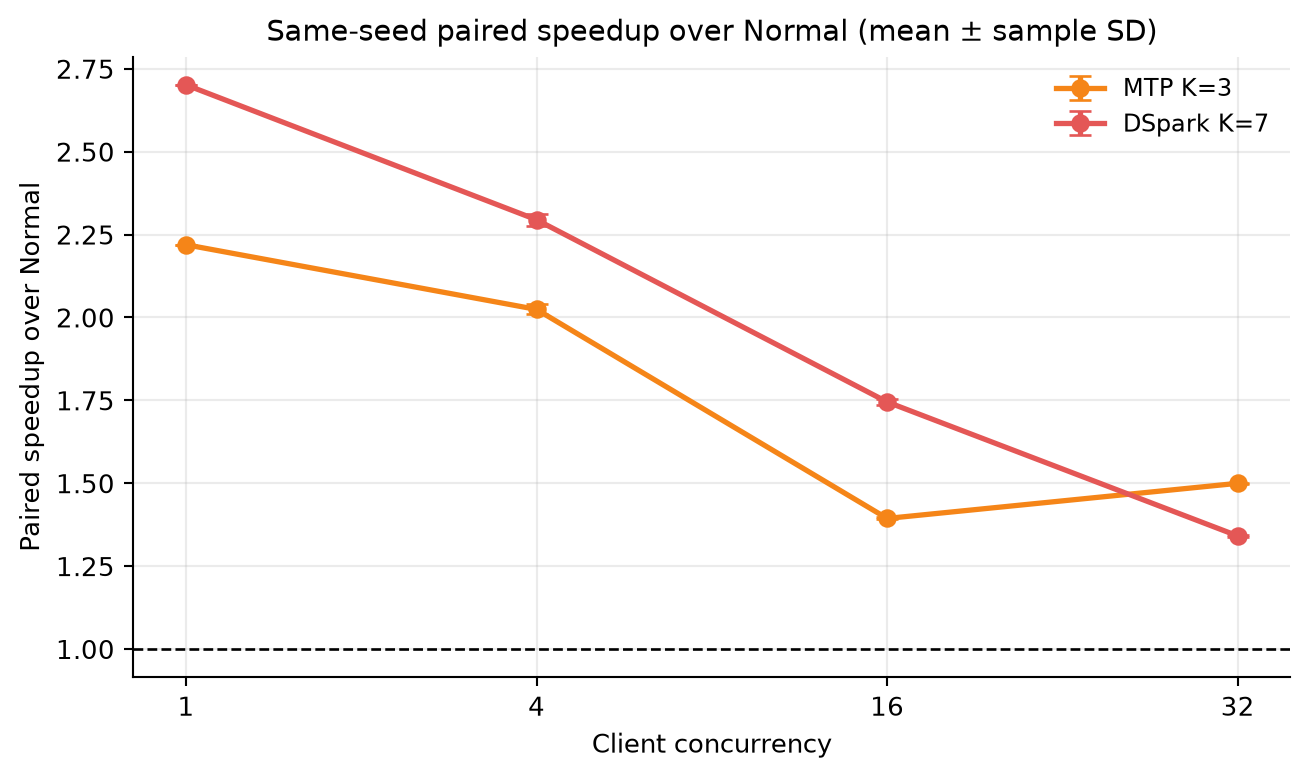 Same-seed paired speedup over Normal (mean ± sample SD)
MTP K=3
DSpark K=7
Paired speedup over Normal
2.75
2.50
2.25
2.00
1.75
1.50
1.25
1.00
1
4
16
32
Client concurrency